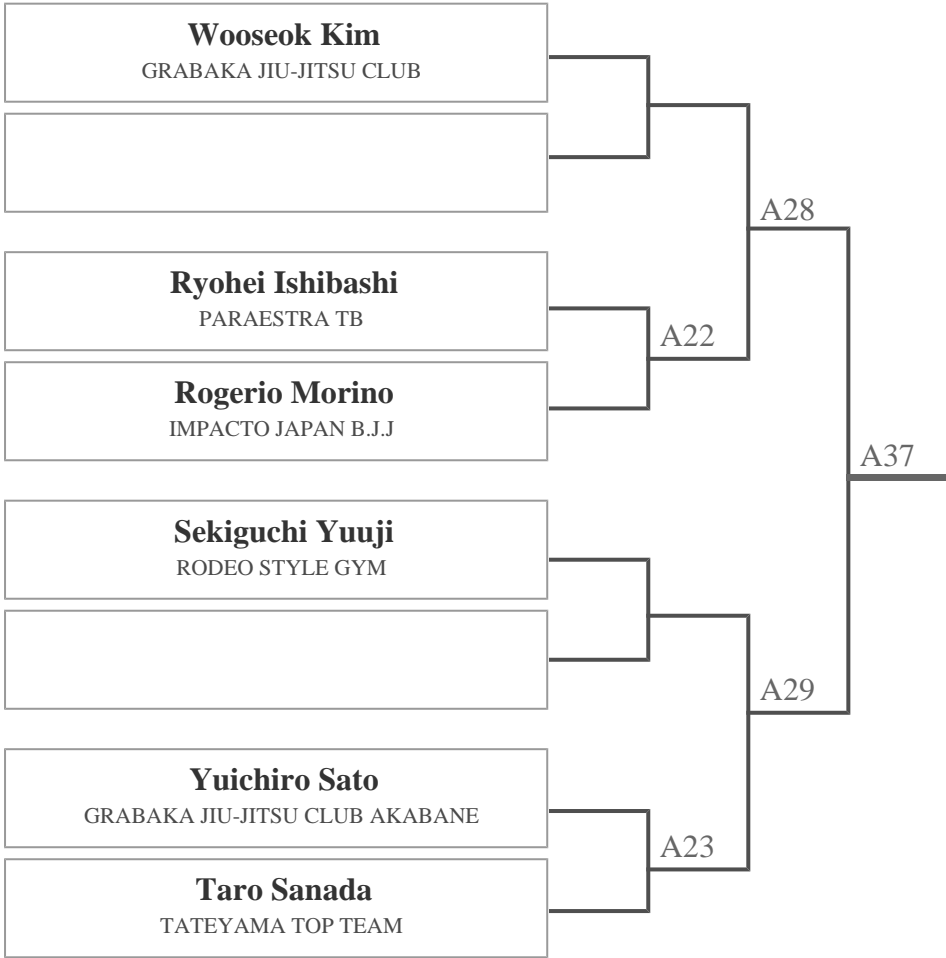 Wooseok Kim
GRABAKA JIU-JITSU CLUB
A28
Ryohei Ishibashi
PARAESTRA TB
A22
Rogerio Morino
IMPACTO JAPAN B.J.J
A37
Sekiguchi Yuuji
RODEO STYLE GYM
A29
Yuichiro Sato
GRABAKA JIU-JITSU CLUB AKABANE
A23
Taro Sanada
TATEYAMA TOP TEAM